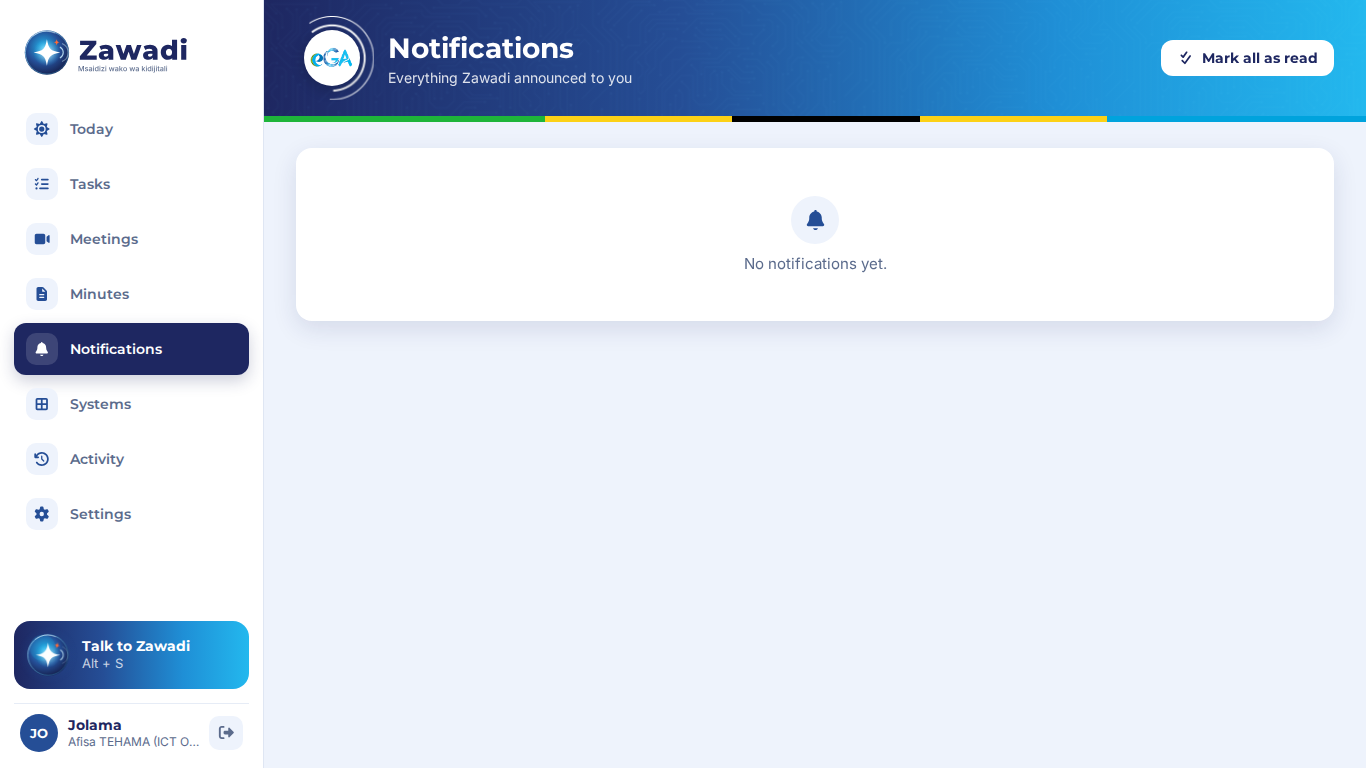 Zawadi
Msaidizi wako wa kidijitali
Today
Tasks
Meetings
Minutes
Notifications
Systems
Activity
Settings
Talk to Zawadi
Alt + S
JO
Jolama
Afisa TEHAMA (ICT O...
eGA
Notifications
Everything Zawadi announced to you
Mark all as read
No notifications yet.